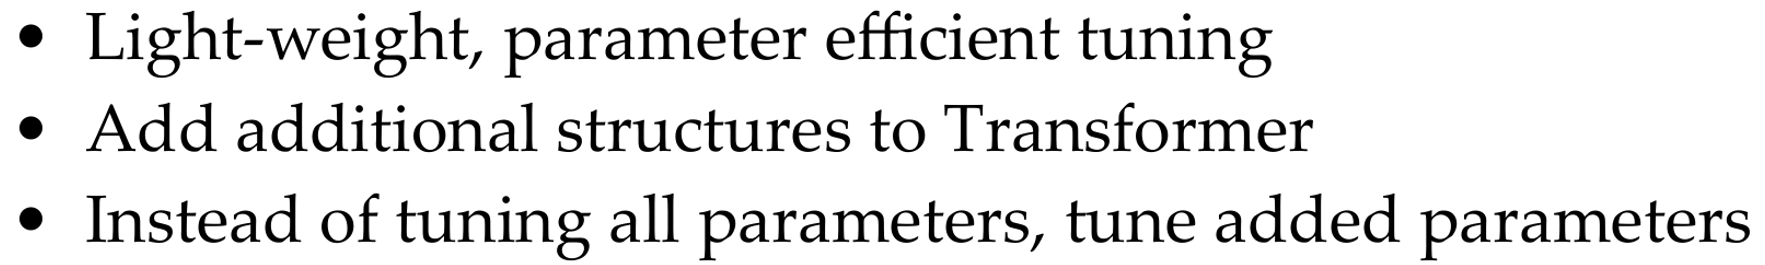 • Light-weight, parameter efficient tuning
• Add additional structures to Transformer
• Instead of tuning all parameters, tune added parameters